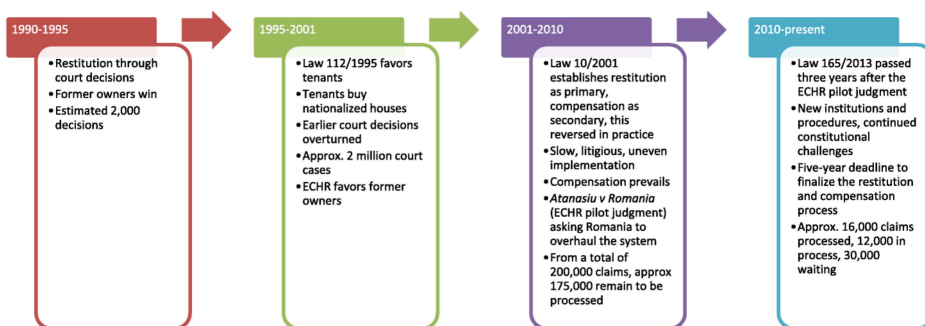 1990-1995
•Restitution through
court decisions
•Former owners win
•Estimated 2,000
decisions
1995-2001
•Law 112/1995 favors
tenants
•Tenants buy
nationalized houses
•Earlier court decisions
overturned
•Approx. 2 million court
cases
•ECHR favors former
owners
2001-2010
•Law 10/2001
establishes restitution
as primary,
compensation as
secondary, this
reversed in practice
•Slow, litigious, uneven
implementation
•Compensation prevails
•Atanasiu v Romania
(ECHR pilot judgment)
asking Romania to
overhaul the system
•From a total of
200,000 claims, approx
175,000 remain to be
processed
2010-present
•Law 165/2013 passed
three years after the
ECHR pilot judgment
•New institutions and
procedures, continued
constitutional
challenges
•Five-year deadline to
finalize the restitution
and compensation
process
•Approx. 16,000 claims
processed, 12,000 in
process, 30,000
waiting